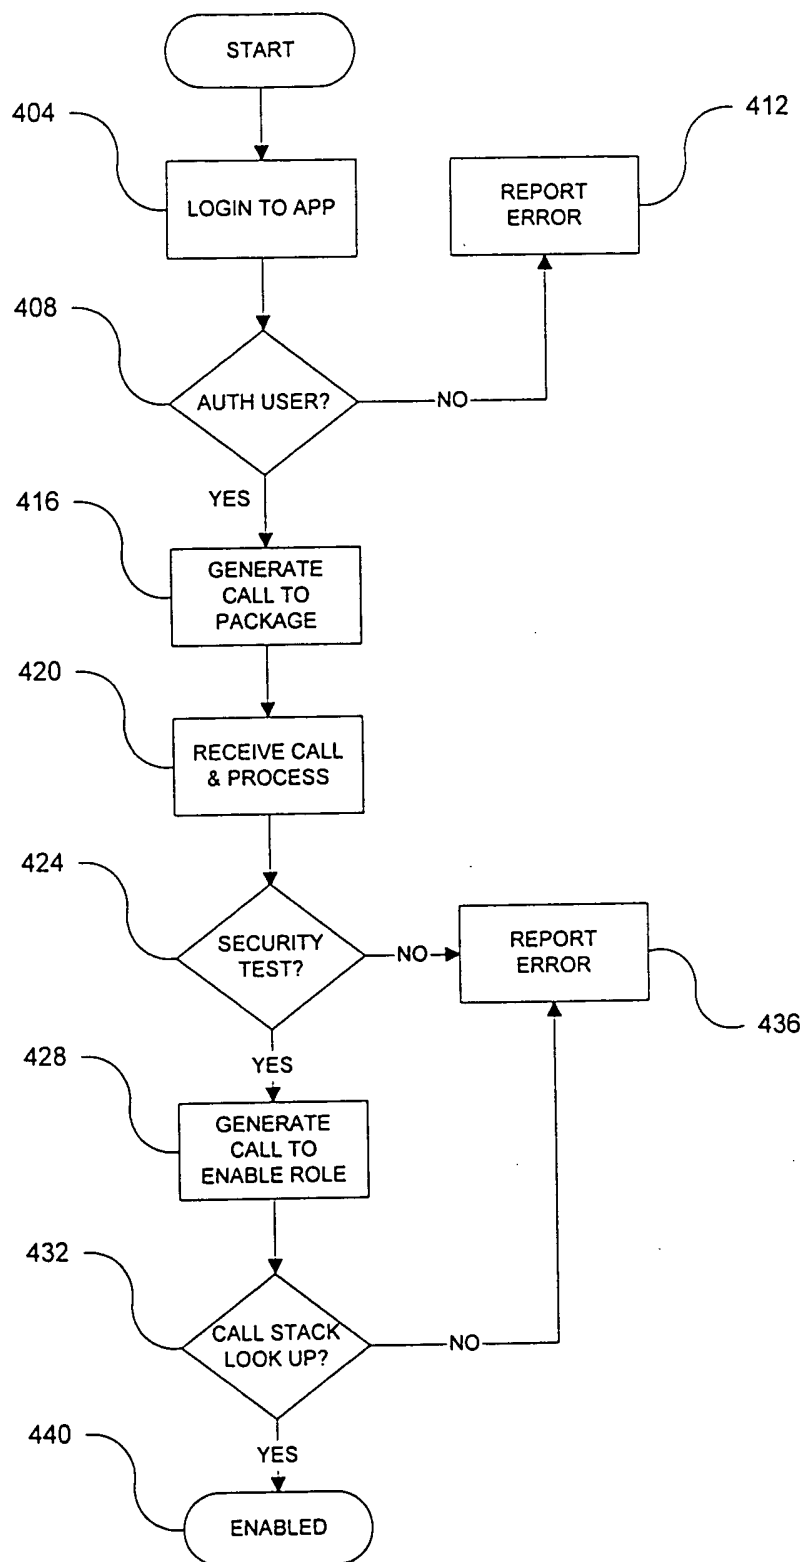 START
404
412
LOGIN TO APP
REPORT
ERROR
408
AUTH USER?
NO
YES
416
GENERATE
CALL TO
PACKAGE
420
RECEIVE CALL
& PROCESS
424
SECURITY
TEST?
NO
REPORT
ERROR
436
YES
428
GENERATE
CALL TO
ENABLE ROLE
432
CALL STACK
LOOK UP?
NO
YES
440
ENABLED